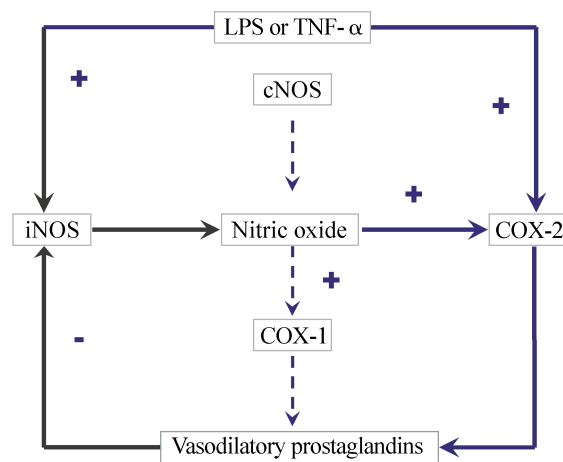 LPS or TNF- α
+
cNOS
+
+
iNOS
Nitric oxide
COX-2
+
-
COX-1
Vasodilatory prostaglandins